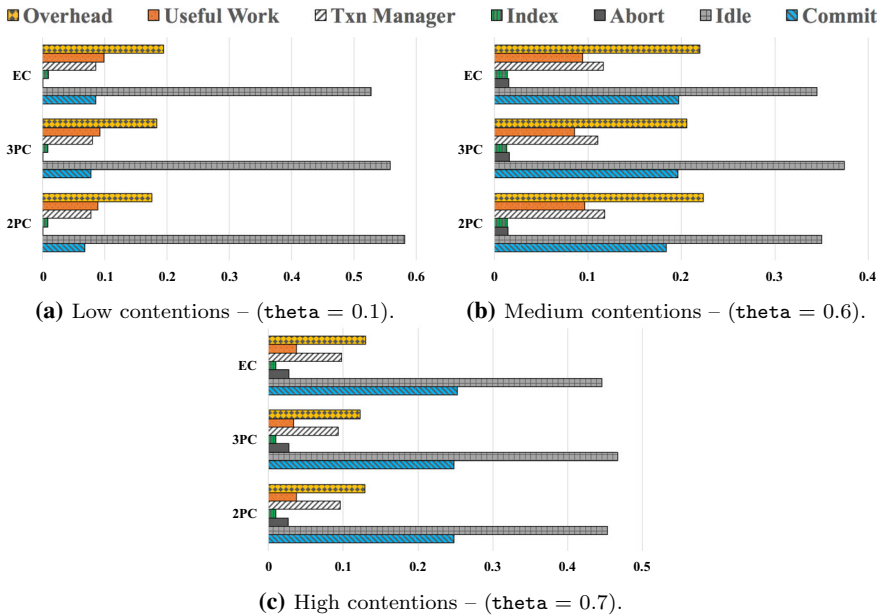 Overhead Useful Work Txn Manager Index Abort Idle Commit
EC
3PC
2PC
0 0.1 0.2 0.3 0.4 0.5 0.6
(a) Low contentions – (theta = 0.1).
EC
3PC
2PC
0 0.1 0.2 0.3 0.4
(b) Medium contentions – (theta = 0.6).
EC
3PC
2PC
0 0.1 0.2 0.3 0.4 0.5
(c) High contentions – (theta = 0.7).